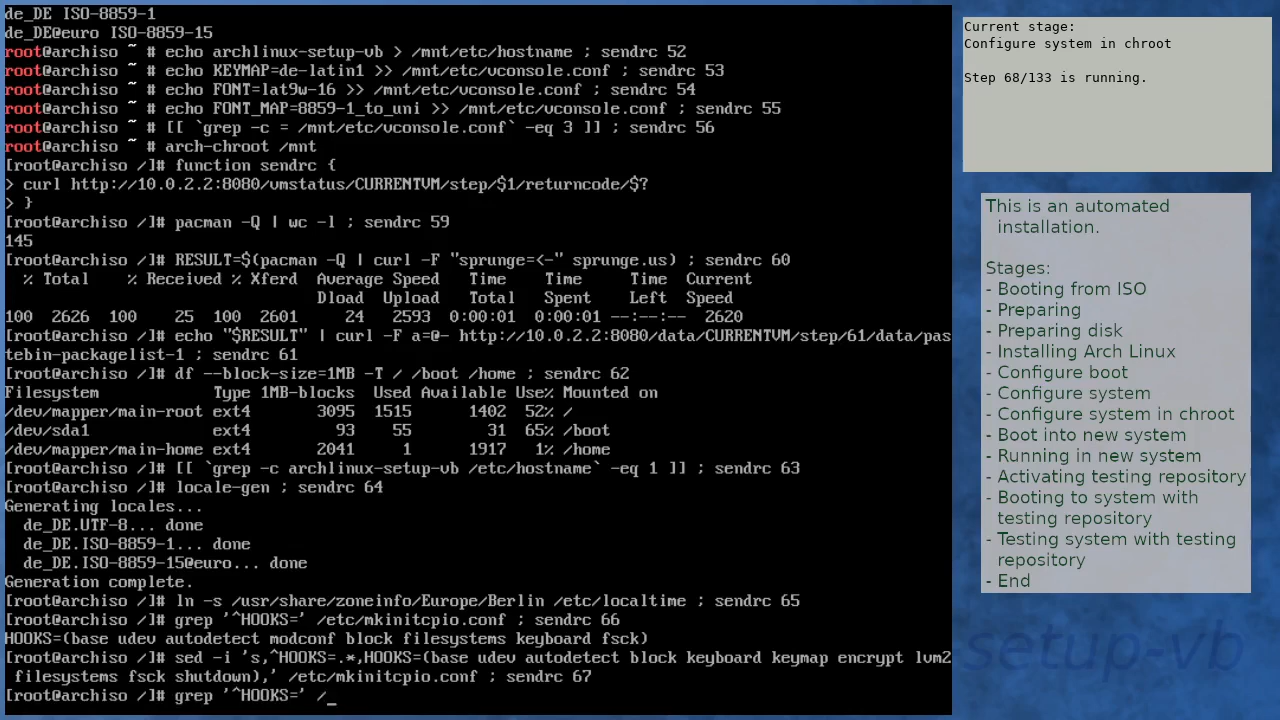 de_DE ISO-8859-1
de_DE@euro ISO-8859-15
root@archiso ~ # echo archlinux-setup-vb > /mnt/etc/hostname ; sendrc 52
root@archiso ~ # echo KEYMAP=de-latin1 >> /mnt/etc/vconsole.conf ; sendrc 53
root@archiso ~ # echo FONT=lat9w-16 >> /mnt/etc/vconsole.conf ; sendrc 54
root@archiso ~ # echo FONT_MAP=8859-1_to_uni >> /mnt/etc/vconsole.conf ; sendrc 55
root@archiso ~ # [[ `grep -c = /mnt/etc/vconsole.conf` -eq 3 ]] ; sendrc 56
root@archiso ~ # arch-chroot /mnt
[root@archiso /]# function sendrc {
> curl http://10.0.2.2:8080/vmstatus/CURRENTVM/step/$1/returncode/$?
> }
[root@archiso /]# pacman -Q | wc -l ; sendrc 59
145
[root@archiso /]# RESULT=$(pacman -Q | curl -F "sprunge=<-" sprunge.us) ; sendrc 60
  % Total    % Received % Xferd  Average Speed   Time    Time     Time  Current
                                 Dload  Upload   Total   Spent    Left  Speed
100  2626  100    25  100  2601     24   2593  0:00:01  0:00:01 --:--:--  2620
[root@archiso /]# echo "$RESULT" | curl -F a=@- http://10.0.2.2:8080/data/CURRENTVM/step/61/data/pas
tebin-packagelist-1 ; sendrc 61
[root@archiso /]# df --block-size=1MB -T / /boot /home ; sendrc 62
Filesystem            Type 1MB-blocks  Used Available Use% Mounted on
/dev/mapper/main-root ext4       3095  1515      1402  52% /
/dev/sda1             ext4         93    55        31  65% /boot
/dev/mapper/main-home ext4       2041     1      1917   1% /home
[root@archiso /]# [[ `grep -c archlinux-setup-vb /etc/hostname` -eq 1 ]] ; sendrc 63
[root@archiso /]# locale-gen ; sendrc 64
Generating locales...
  de_DE.UTF-8... done
  de_DE.ISO-8859-1... done
  de_DE.ISO-8859-15@euro... done
Generation complete.
[root@archiso /]# ln -s /usr/share/zoneinfo/Europe/Berlin /etc/localtime ; sendrc 65
[root@archiso /]# grep '^HOOKS=' /etc/mkinitcpio.conf ; sendrc 66
HOOKS=(base udev autodetect modconf block filesystems keyboard fsck)
[root@archiso /]# sed -i 's,^HOOKS=.*,HOOKS=(base udev autodetect block keyboard keymap encrypt lvm2
 filesystems fsck shutdown),' /etc/mkinitcpio.conf ; sendrc 67
[root@archiso /]# grep '^HOOKS=' /_
Current stage:
Configure system in chroot
Step 68/133 is running.
This is an automated
installation.
Stages:
- Booting from ISO
- Preparing
- Preparing disk
- Installing Arch Linux
- Configure boot
- Configure system
- Configure system in chroot
- Boot into new system
- Running in new system
- Activating testing repository
- Booting to system with
testing repository
- Testing system with testing
repository
- End
setup-vb